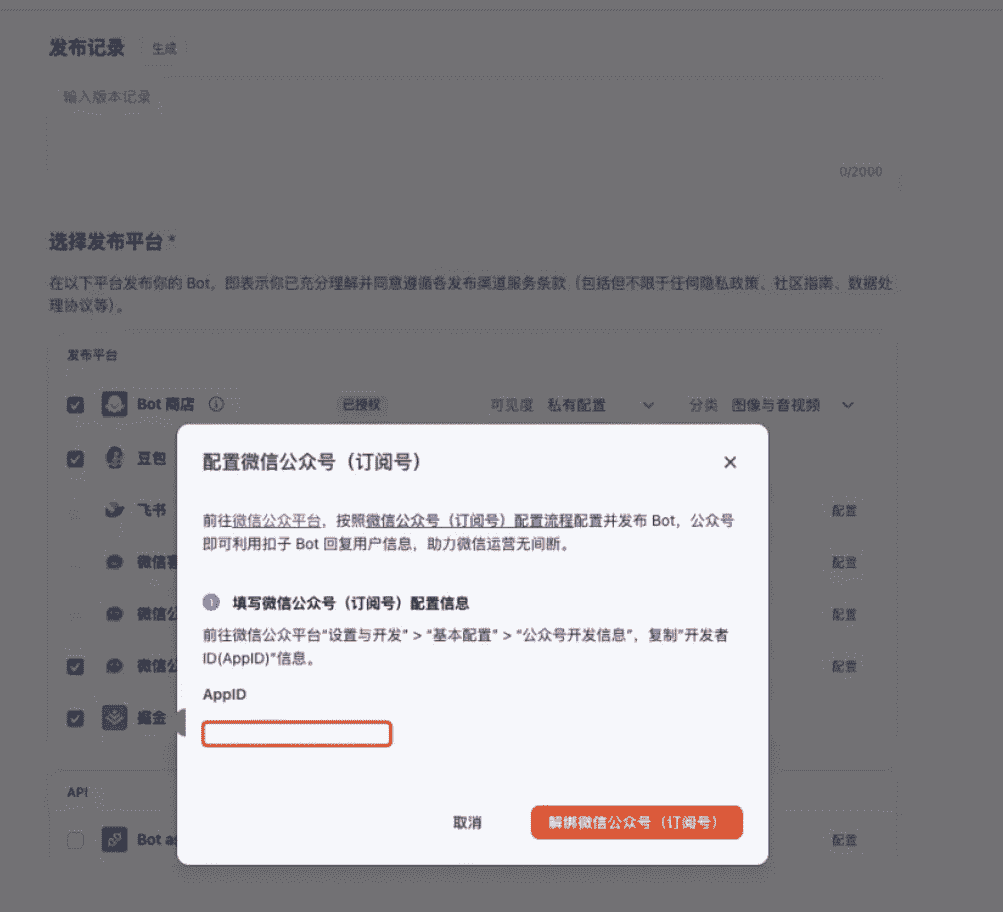 发布记录 生成
输入版本记录
0/2000
选择发布平台 *
在以下平台发布你的 Bot，即表示你已充分理解并同意遵循各发布渠道服务条款（包括但不限于任何隐私政策、社区指南、数据处
理协议等）。
发布平台
Bot 商店 已授权 可见度 私有配置 分类 图像与音视频
豆包
飞书 配置
微信 配置
微信公 配置
微信公 配置
掘金
配置微信公众号（订阅号）
前往微信公众平台，按照微信公众号（订阅号）配置流程配置并发布 Bot，公众号
即可利用扣子 Bot 回复用户信息，助力微信运营无间断。
1 填写微信公众号（订阅号）配置信息
前往微信公众平台“设置与开发” > “基本配置” > “公众号开发信息”，复制“开发者
ID(AppID)”信息。
AppID
取消 解绑微信公众号（订阅号）
API
Bot as 配置